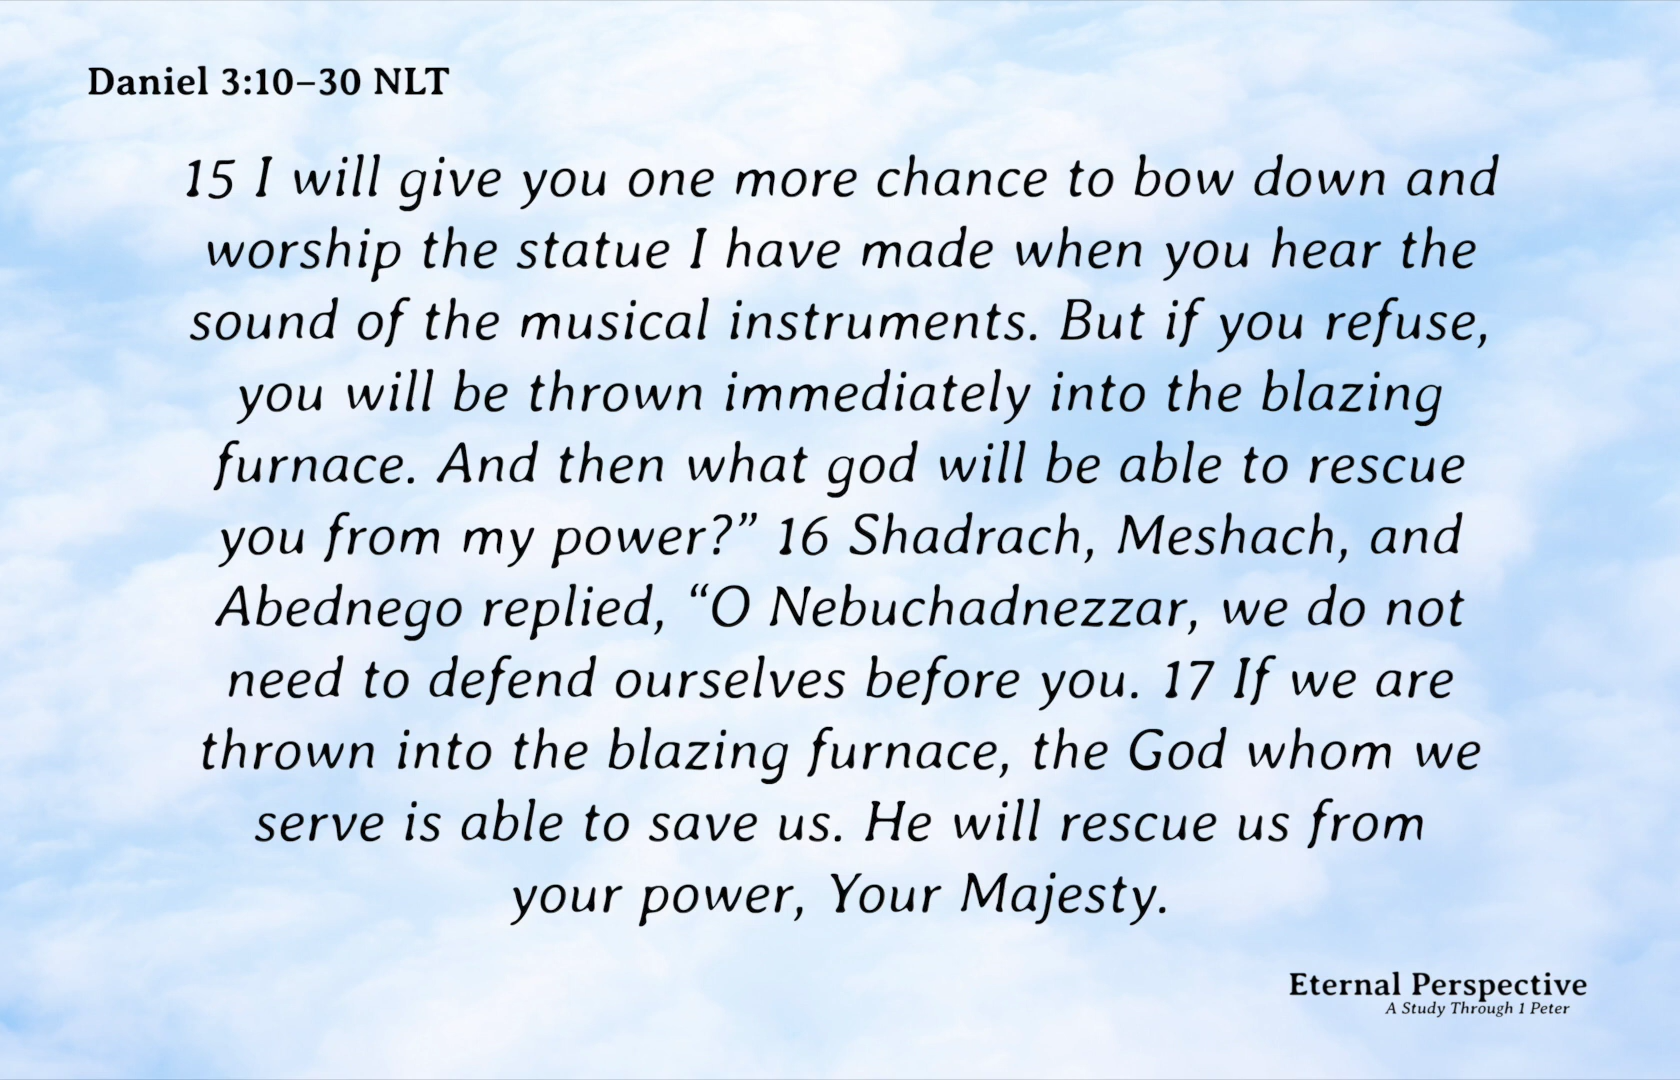 Daniel 3:10–30 NLT
15 I will give you one more chance to bow down and
worship the statue I have made when you hear the
sound of the musical instruments. But if you refuse,
you will be thrown immediately into the blazing
furnace. And then what god will be able to rescue
you from my power?” 16 Shadrach, Meshach, and
Abednego replied, “O Nebuchadnezzar, we do not
need to defend ourselves before you. 17 If we are
thrown into the blazing furnace, the God whom we
serve is able to save us. He will rescue us from
your power, Your Majesty.
Eternal Perspective
A Study Through 1 Peter